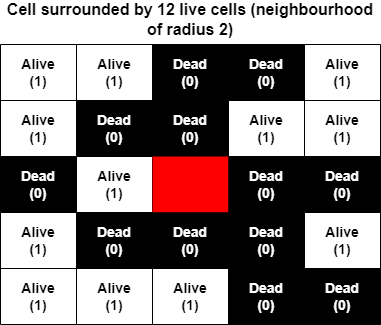 Cell surrounded by 12 live cells (neighbourhood
of radius 2)
Alive Alive Dead Dead Alive
(1) (1) (0) (0) (1)
Alive Dead Dead Alive Alive
(1) (0) (0) (1) (1)
Dead Alive Dead Dead
(0) (1) (0) (0)
Alive Dead Dead Dead Alive
(1) (0) (0) (0) (1)
Alive Alive Alive Dead Dead
(1) (1) (1) (0) (0)